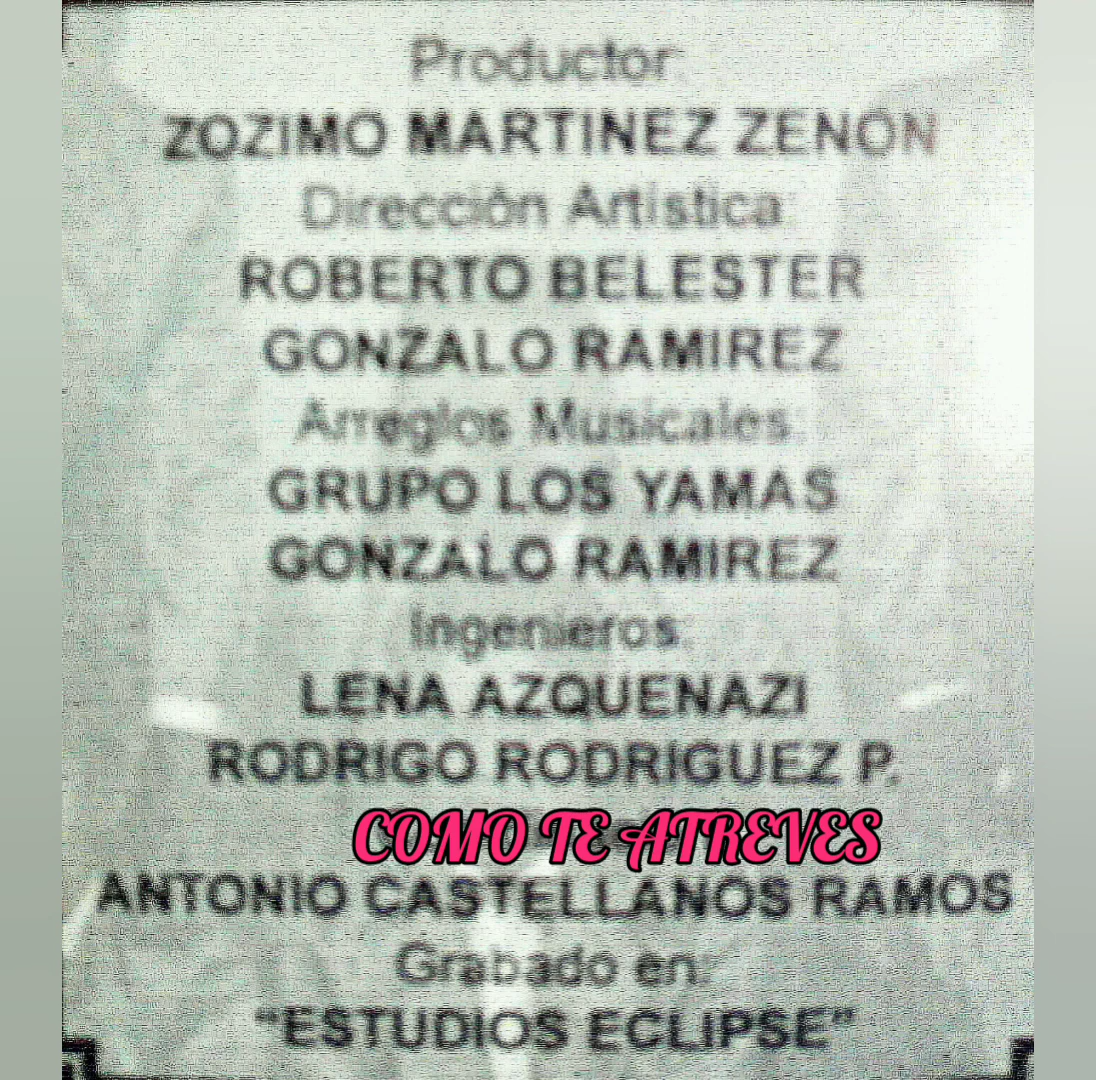 Productor:
ZOZIMO MARTINEZ ZENON
Dirección Artistica:
ROBERTO BELESTER
GONZALO RAMIREZ
Arreglos Musicales:
GRUPO LOS YAMAS
GONZALO RAMIREZ
Ingenieros:
LENA AZQUENAZI
RODRIGO RODRIGUEZ P.
COMO TE ATREVES
ANTONIO CASTELLANOS RAMOS
Grabado en:
"ESTUDIOS ECLIPSE"